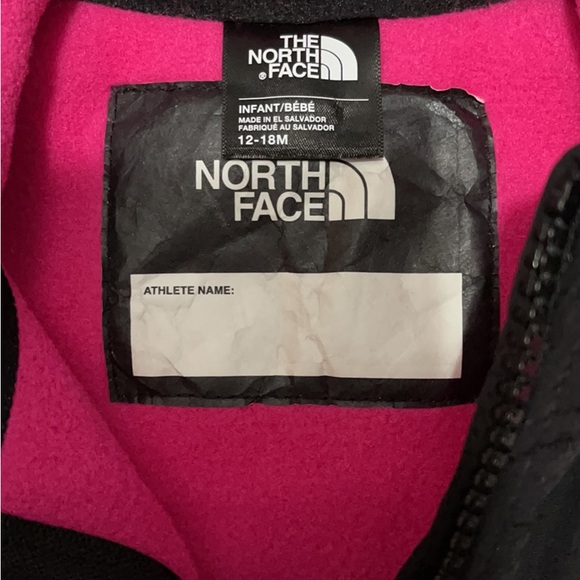 THE
NORTH
® FACE
INFANT/BÉBÉ
MADE IN EL SALVADOR
FABRIQUÉ AU SALVADOR
12-18M
NORTH
FACE
ATHLETE NAME: